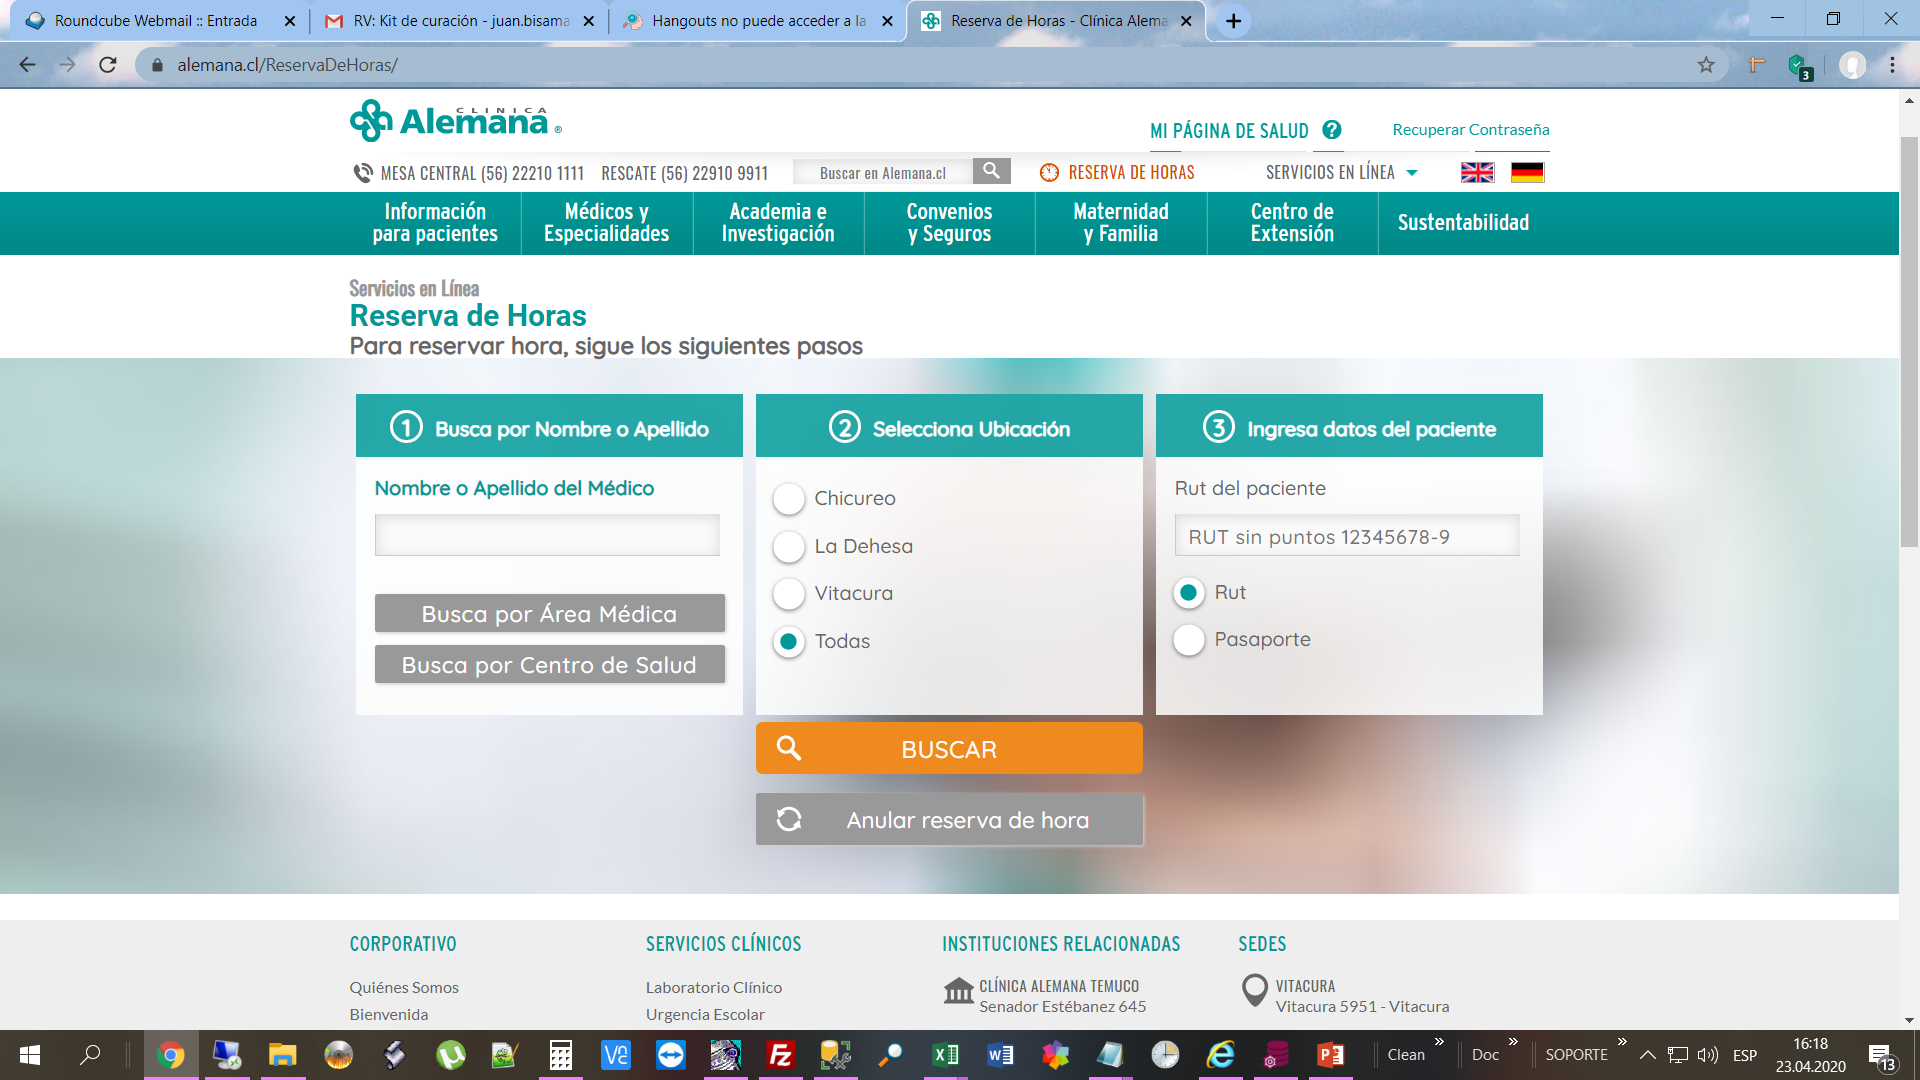 Roundcube Webmail :: Entrada
RV: Kit de curación - juan.bisama
Hangouts no puede acceder a la
Reserva de Horas - Clínica Alema
alemana.cl/ReservaDeHoras/
3
CLINICA
Alemana ®
MI PÁGINA DE SALUD ?
Recuperar Contraseña
MESA CENTRAL (56) 22210 1111 RESCATE (56) 22910 9911
Buscar en Alemana.cl
RESERVA DE HORAS
SERVICIOS EN LÍNEA
Información
para pacientes
Médicos y
Especialidades
Academia e
Investigación
Convenios
y Seguros
Maternidad
y Familia
Centro de
Extensión
Sustentabilidad
Servicios en Línea
Reserva de Horas
Para reservar hora, sigue los siguientes pasos
1 Busca por Nombre o Apellido
Nombre o Apellido del Médico
Busca por Área Médica
Busca por Centro de Salud
2 Selecciona Ubicación
Chicureo
La Dehesa
Vitacura
Todas
3 Ingresa datos del paciente
Rut del paciente
RUT sin puntos 12345678-9
Rut
Pasaporte
BUSCAR
Anular reserva de hora
CORPORATIVO
Quiénes Somos
Bienvenida
SERVICIOS CLÍNICOS
Laboratorio Clínico
Urgencia Escolar
INSTITUCIONES RELACIONADAS
CLÍNICA ALEMANA TEMUCO
Senador Estébanez 645
SEDES
VITACURA
Vitacura 5951 - Vitacura
Clean »
Doc »
SOPORTE »
ESP
16:18
23.04.2020
13